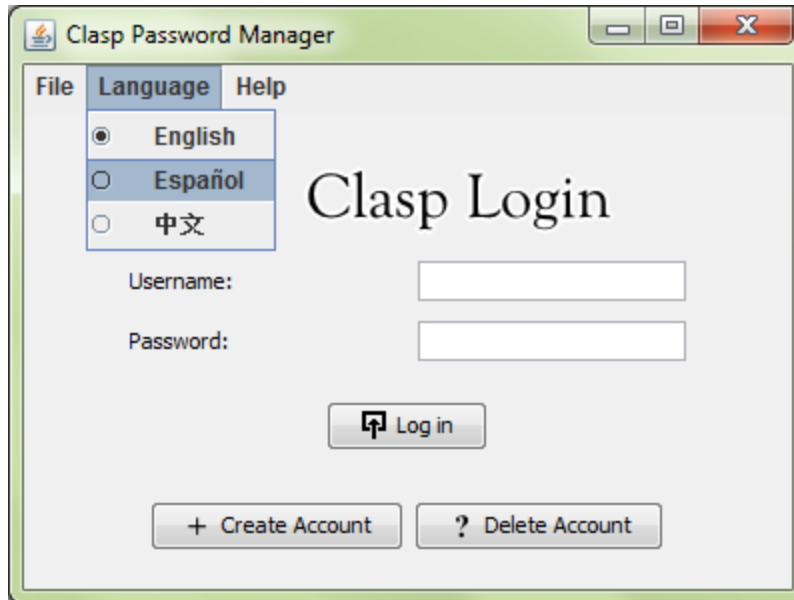 Clasp Password Manager
File Language Help
English
Español
中文
Clasp Login
Username:
Password:
Log in
+ Create Account
? Delete Account